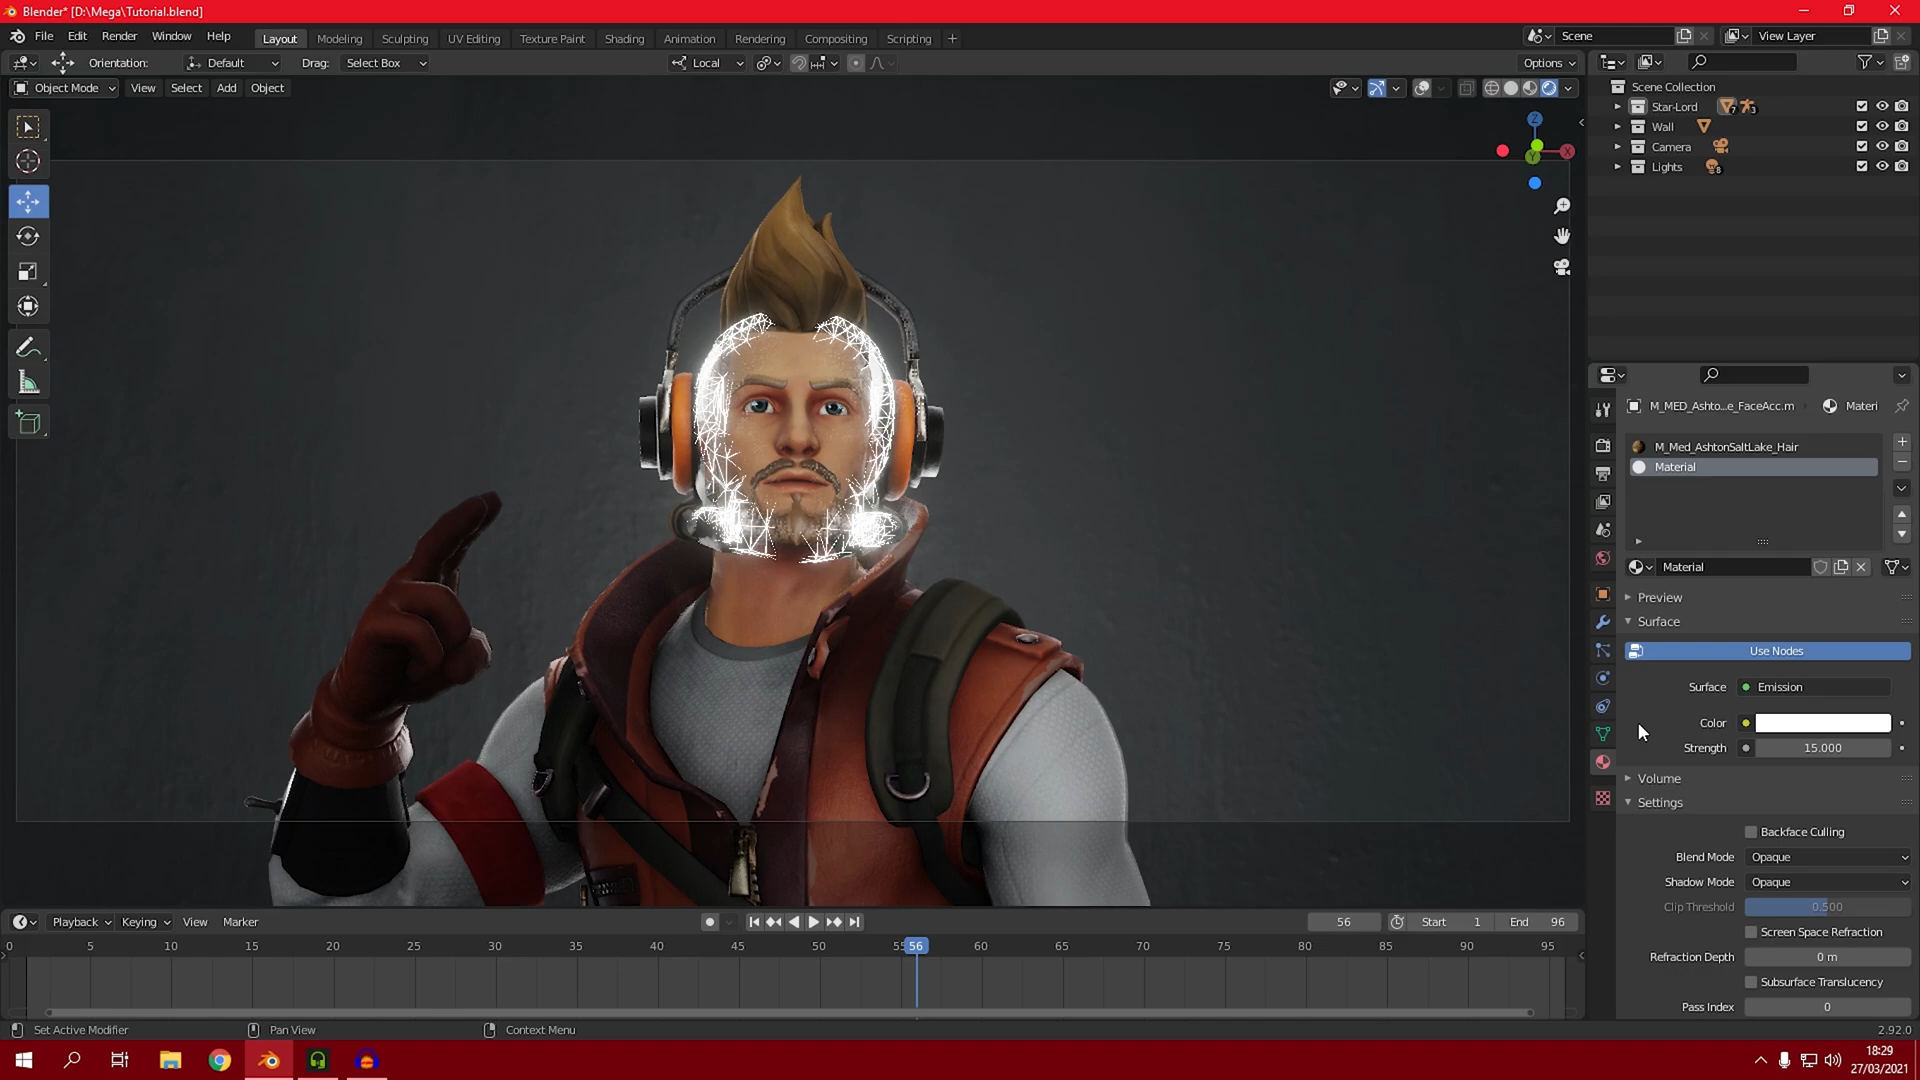 Blender* [D:\Mega\Tutorial.blend]
File Edit Render Window Help Layout Modeling Sculpting UV Editing Texture Paint Shading Animation Rendering Compositing Scripting Scene View Layer
Orientation: Default Drag: Select Box Local Options
Object Mode View Select Add Object
Z
X
Y
Scene Collection
Star-Lord 7 3
Wall
Camera
Lights 8
M_MED_Ashto...e_FaceAcc.m Materi
M_Med_AshtonSaltLake_Hair
Material
Material
Preview
Surface
Use Nodes
Surface Emission
Color
Strength 15.000
Volume
Settings
Backface Culling
Blend Mode Opaque
Shadow Mode Opaque
Clip Threshold 0.500
Screen Space Refraction
Refraction Depth 0 m
Subsurface Translucency
Pass Index 0
Playback Keying View Marker 56 Start 1 End 96
0 5 10 15 20 25 30 35 40 45 50 55 56 60 65 70 75 80 85 90 95
Set Active Modifier Pan View Context Menu 2.92.0
18:29
27/03/2021